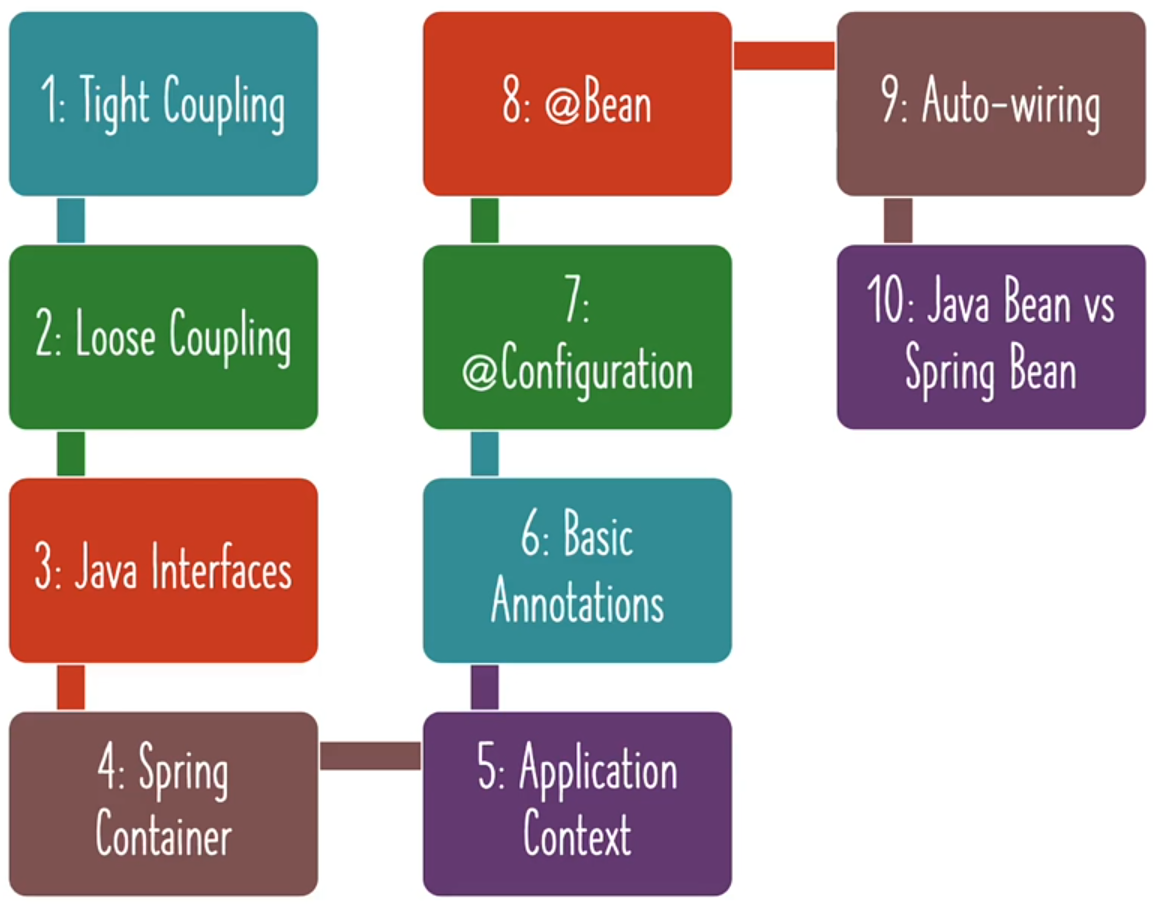 1: Tight Coupling
2: Loose Coupling
3: Java Interfaces
4: Spring
Container
5: Application
Context
6: Basic
Annotations
7:
@Configuration
8: @Bean
9: Auto-wiring
10: Java Bean vs
Spring Bean